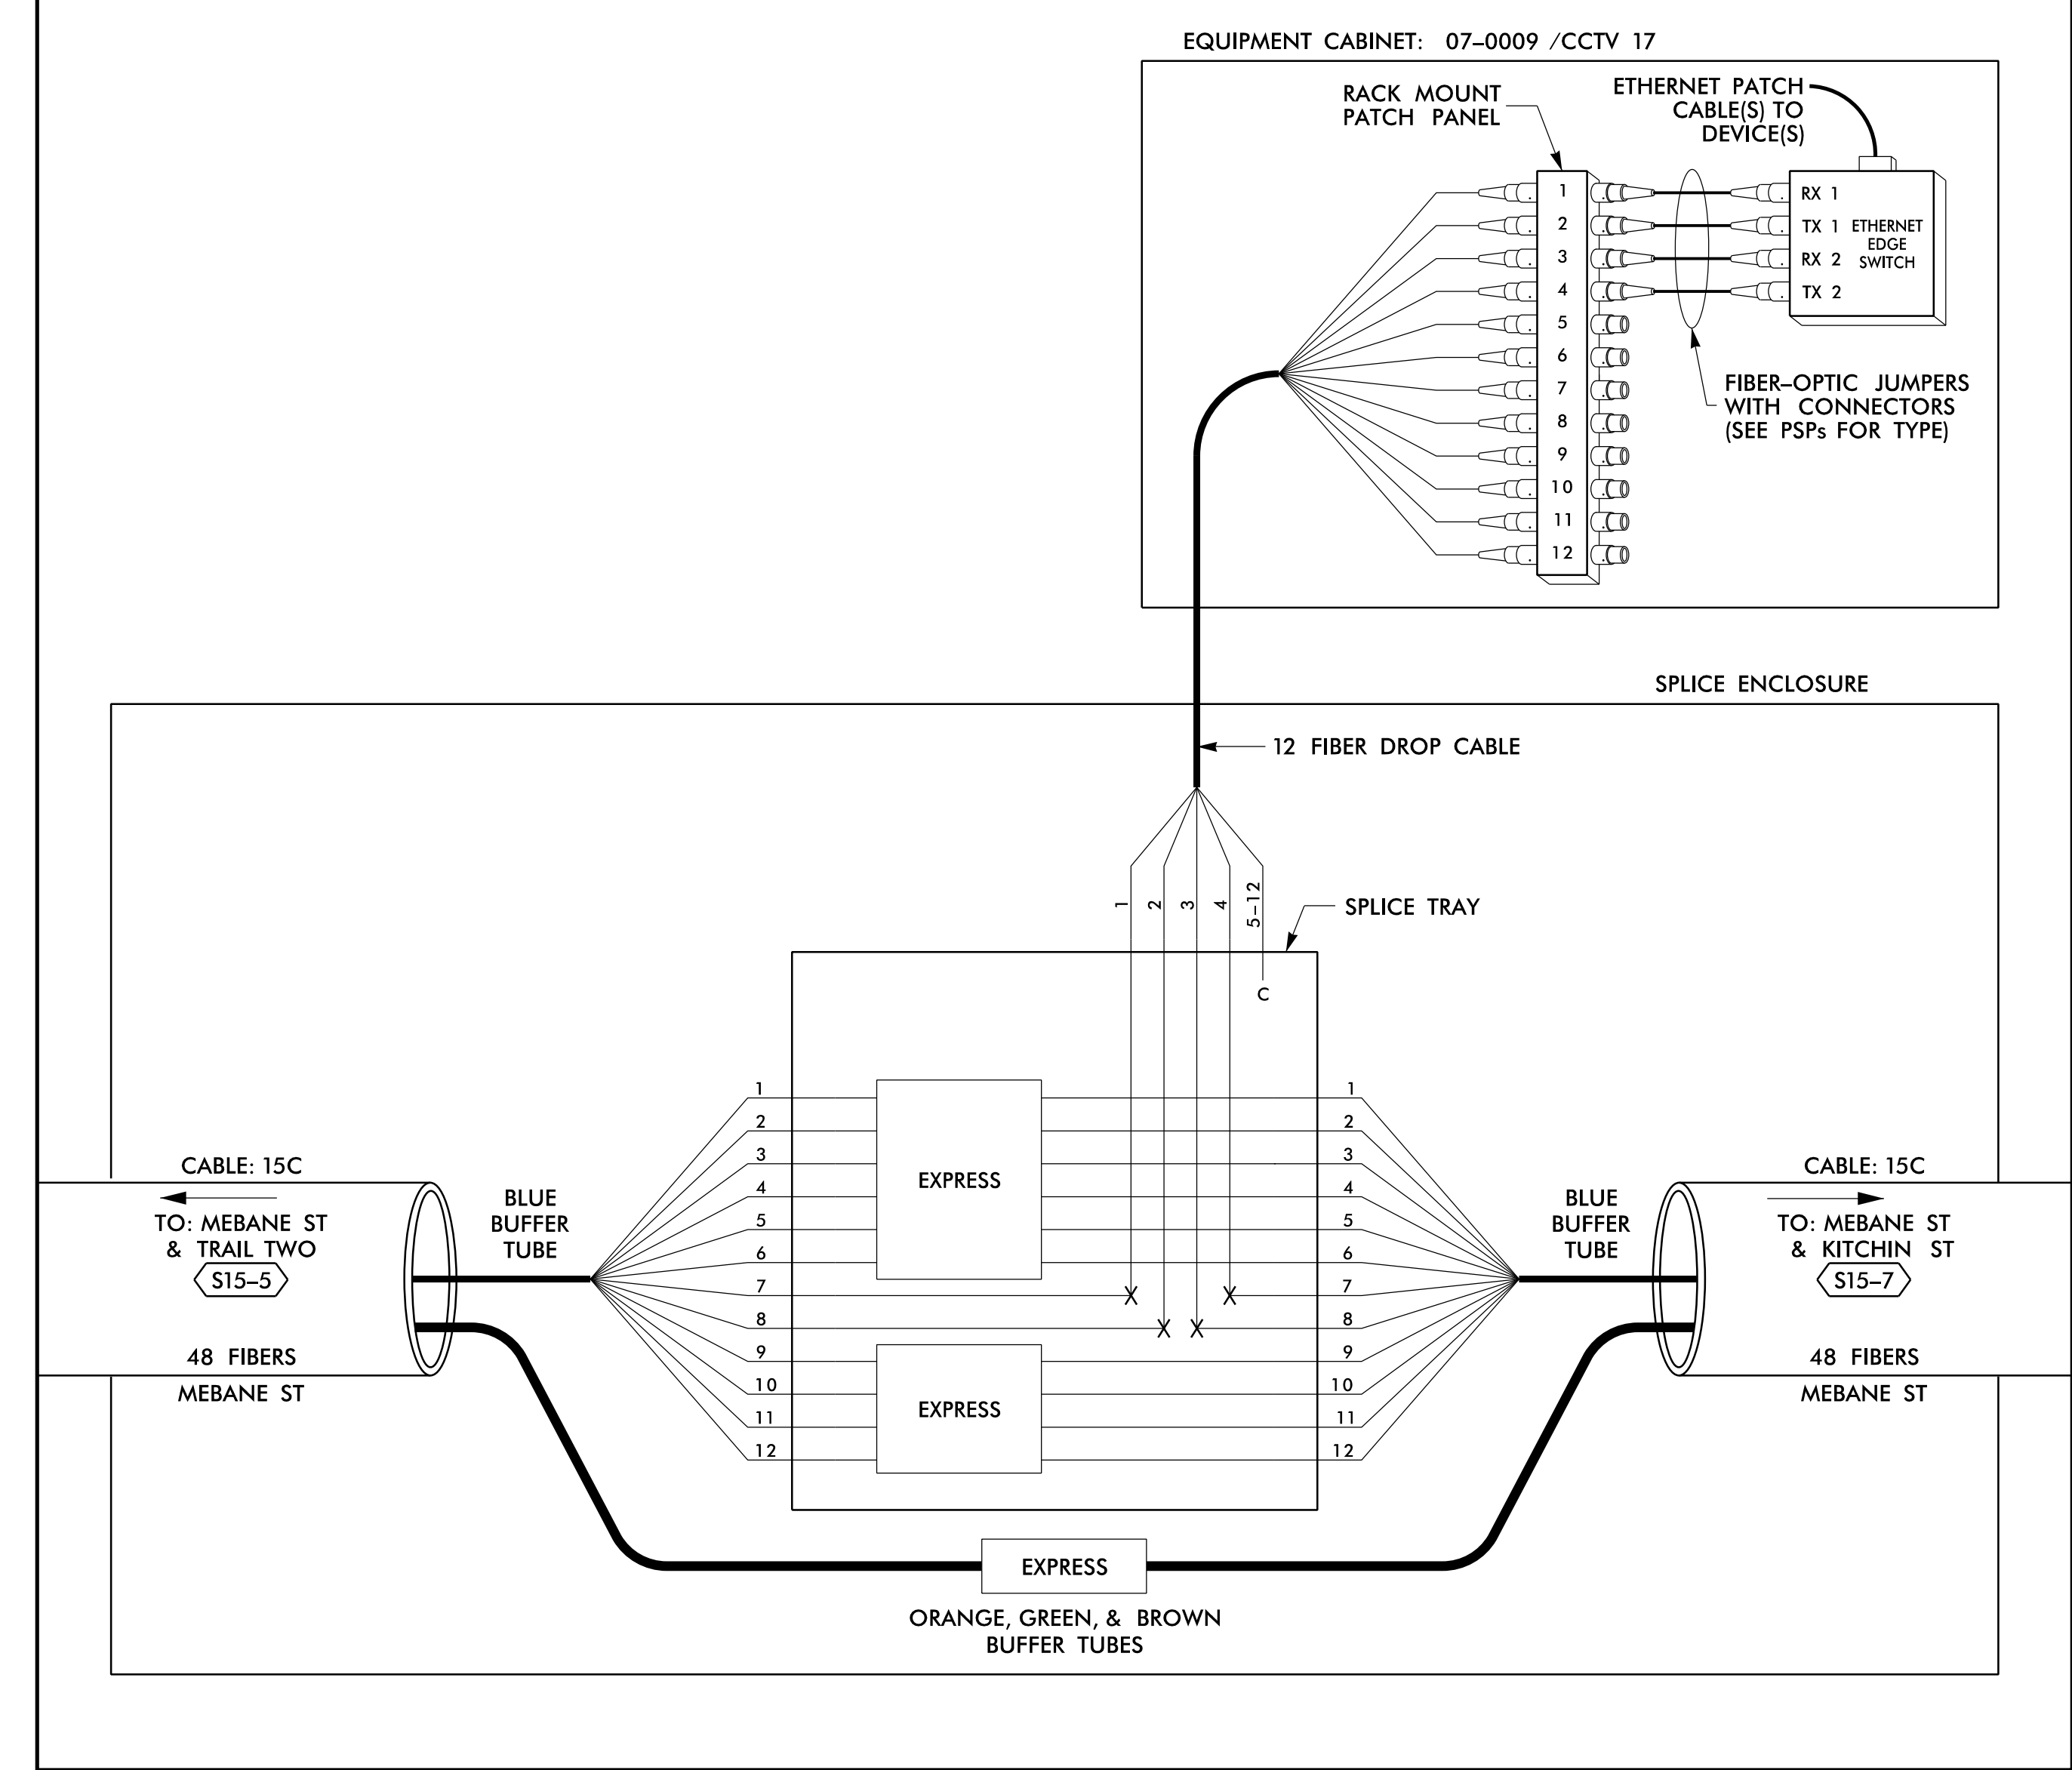 EQUIPMENT CABINET: 07–0009 /CCTV 17
RACK MOUNT
PATCH PANEL
ETHERNET PATCH
CABLE(S) TO
DEVICE(S)
1
2
3
4
5
6
7
8
9
10
11
12
RX 1
TX 1
RX 2
TX 2
ETHERNET
EDGE
SWITCH
FIBER–OPTIC JUMPERS
WITH CONNECTORS
(SEE PSPs FOR TYPE)
SPLICE ENCLOSURE
12 FIBER DROP CABLE
1
2
3
4
5–12
SPLICE TRAY
C
CABLE: 15C
TO: MEBANE ST
& TRAIL TWO
S15–5
48 FIBERS
MEBANE ST
BLUE
BUFFER
TUBE
1
2
3
4
5
6
7
8
9
10
11
12
EXPRESS
EXPRESS
1
2
3
4
5
6
7
8
9
10
11
12
BLUE
BUFFER
TUBE
CABLE: 15C
TO: MEBANE ST
& KITCHIN ST
S15–7
48 FIBERS
MEBANE ST
EXPRESS
ORANGE, GREEN, & BROWN
BUFFER TUBES